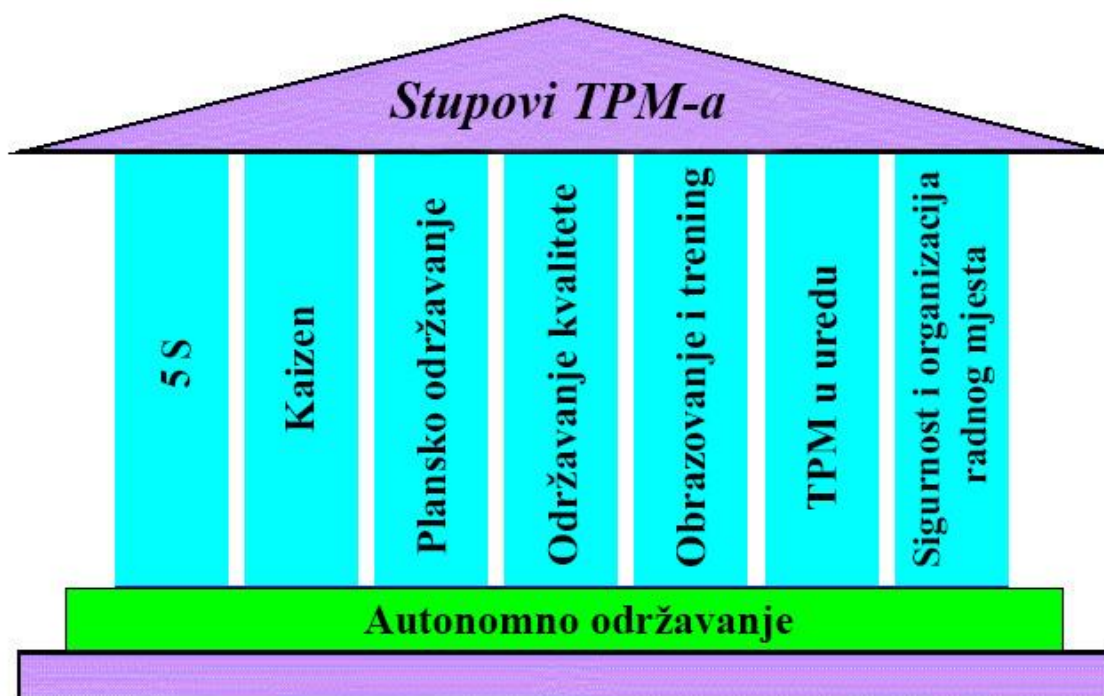 Stupovi TPM-a
5 S
Kaizen
Plansko održavanje
Održavanje kvalitete
Obrazovanje i trening
TPM u uredu
Sigurnost i organizacija
radnog mjesta
Autonomno održavanje